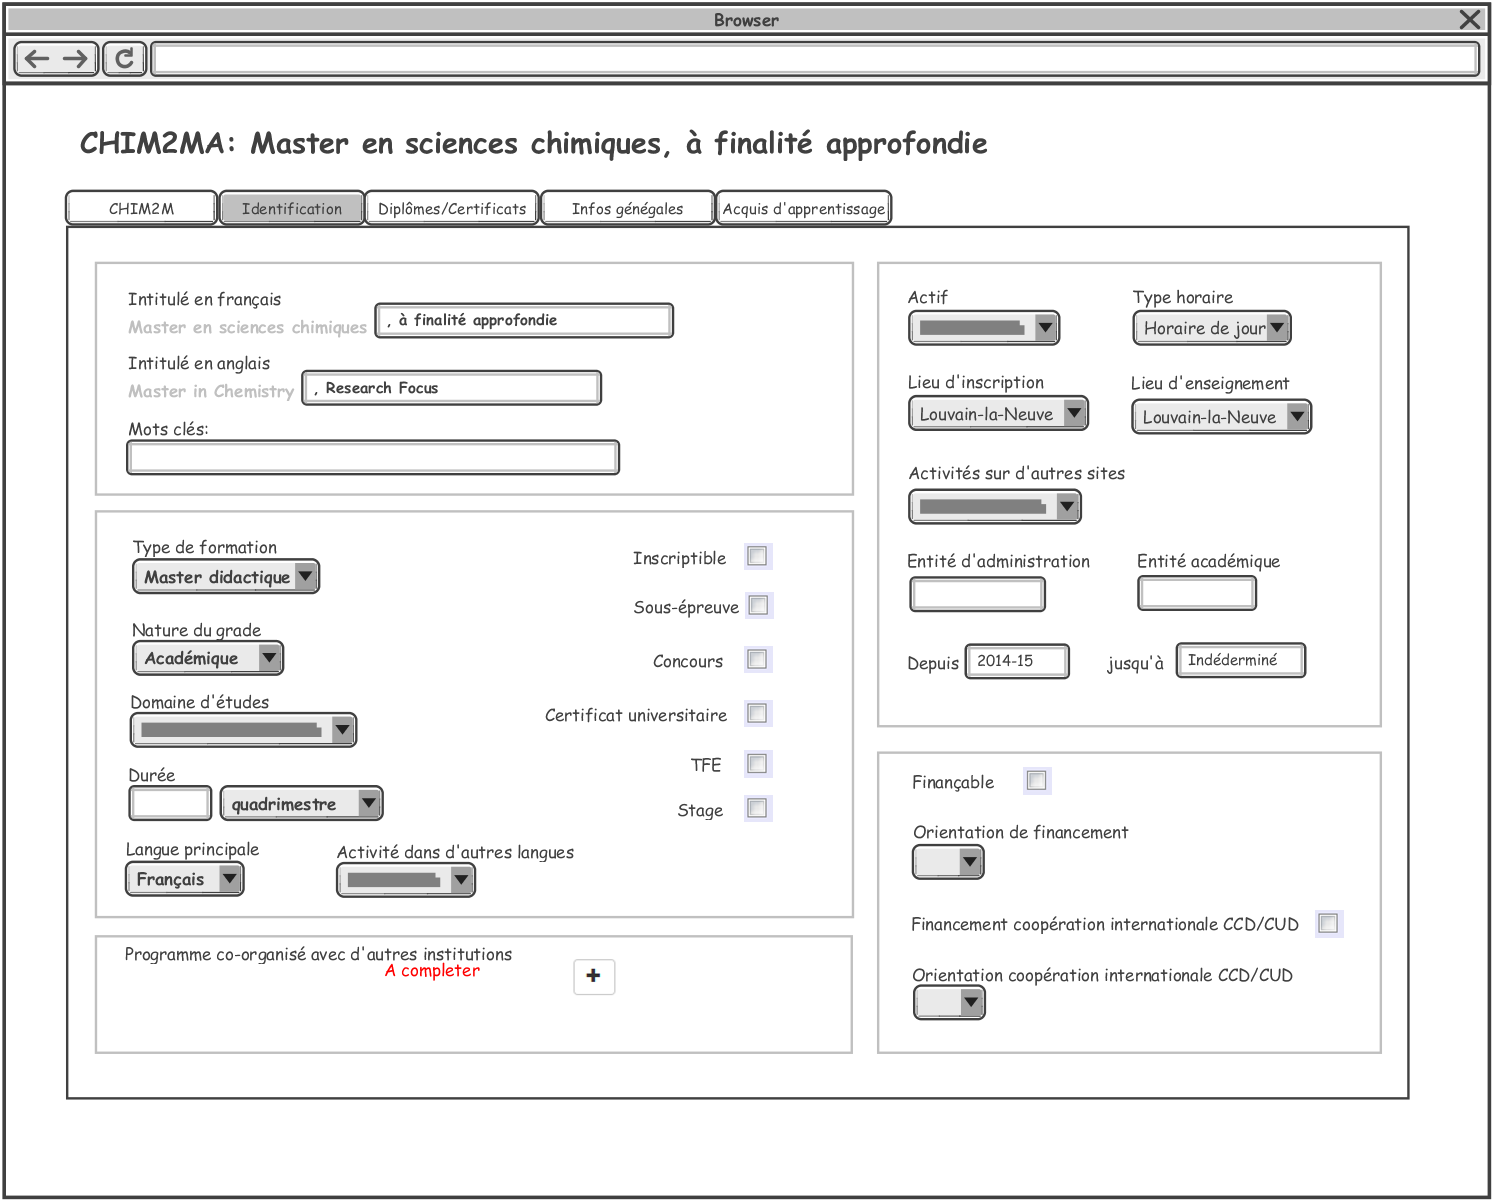 Browser
CHIM2MA: Master en sciences chimiques, à finalité approfondie
CHIM2M
Identification
Diplômes/Certificats
Infos génégales
Acquis d'apprentissage
Intitulé en français
Master en sciences chimiques
, à finalité approfondie
Intitulé en anglais
Master in Chemistry
, Research Focus
Mots clés:
Type de formation
Master didactique
Nature du grade
Académique
Domaine d'études
Durée
quadrimestre
Langue principale
Français
Activité dans d'autres langues
Inscriptible
Sous-épreuve
Concours
Certificat universitaire
TFE
Stage
Programme co-organisé avec d'autres institutions
A completer
+
Actif
Type horaire
Horaire de jour
Lieu d'inscription
Louvain-la-Neuve
Lieu d'enseignement
Louvain-la-Neuve
Activités sur d'autres sites
Entité d'administration
Entité académique
Depuis
2014-15
jusqu'à
Indéderminé
Finançable
Orientation de financement
Financement coopération internationale CCD/CUD
Orientation coopération internationale CCD/CUD